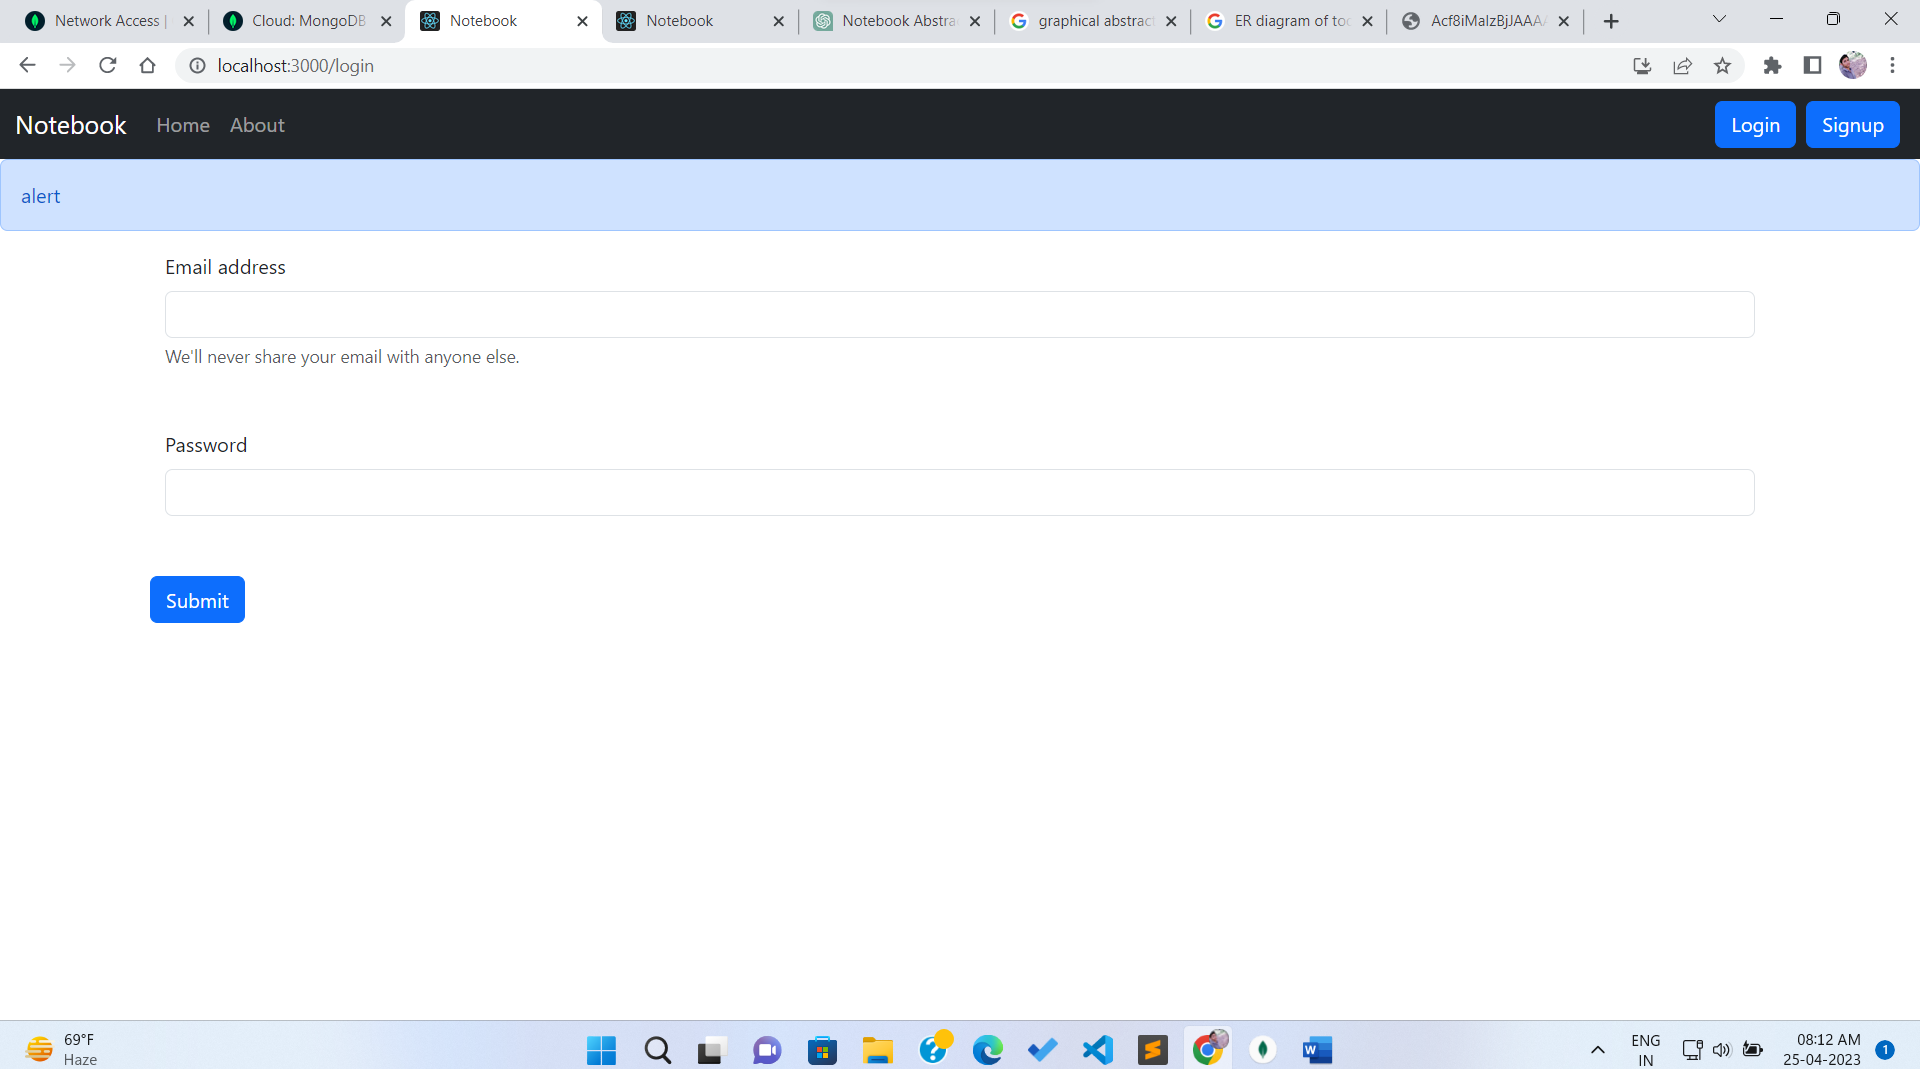 Network Access |
Cloud: MongoDB
Notebook
Notebook
Notebook Abstra
graphical abstract
ER diagram of too
Acf8iMaIzBjJAAAA
localhost:3000/login
Notebook Home About Login Signup
alert
Email address
We'll never share your email with anyone else.
Password
Submit
69°F
Haze
ENG
IN
08:12 AM
25-04-2023
1